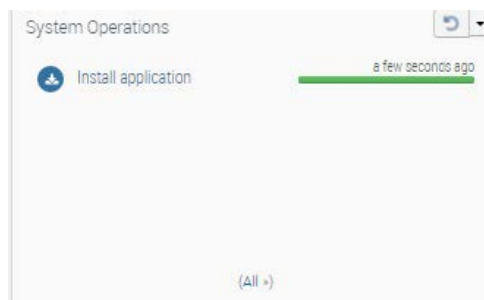 System Operations
a few seconds ago
Install application
(All »)